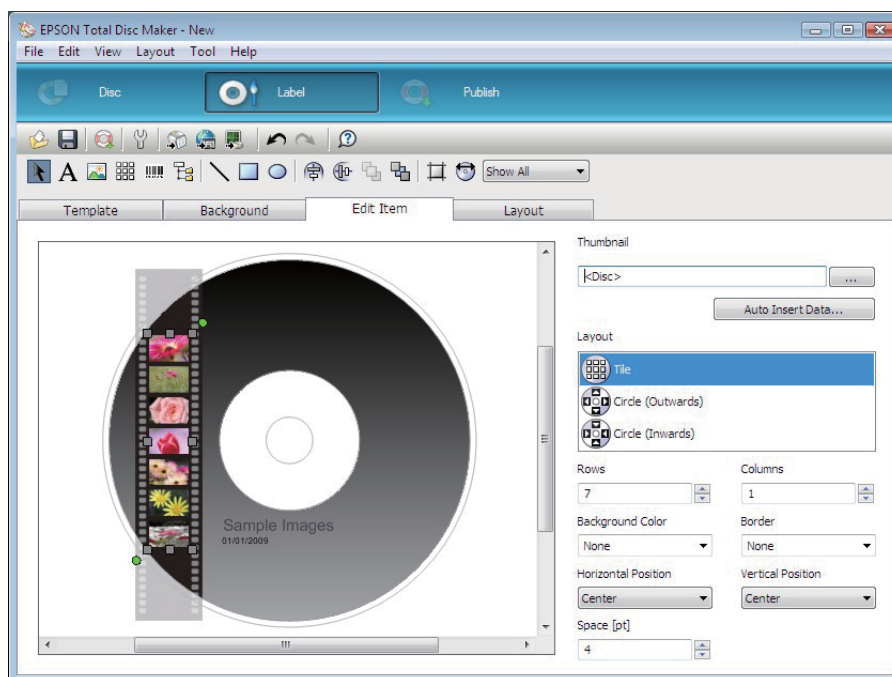 EPSON Total Disc Maker - New
File Edit View Layout Tool Help
Disc Label Publish
A Show All
Template Background Edit Item Layout
Thumbnail
<Disc>
...
Auto Insert Data...
Layout
Tile
Circle (Outwards)
Circle (Inwards)
Rows Columns
7 1
Background Color Border
None None
Horizontal Position Vertical Position
Center Center
Space [pt]
4
Sample Images
01/01/2009